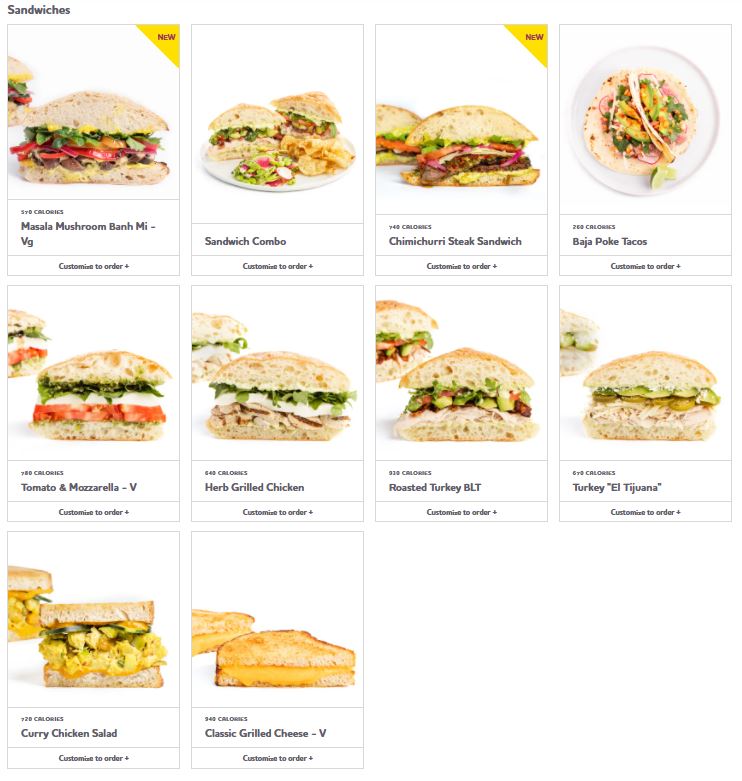 Sandwiches
NEW
570 CALORIES
Masala Mushroom Banh Mi -
Vg
Customize to order +
Sandwich Combo
Customize to order +
NEW
740 CALORIES
Chimichurri Steak Sandwich
Customize to order +
260 CALORIES
Baja Poke Tacos
Customize to order +
780 CALORIES
Tomato & Mozzarella - V
Customize to order +
640 CALORIES
Herb Grilled Chicken
Customize to order +
930 CALORIES
Roasted Turkey BLT
Customize to order +
670 CALORIES
Turkey "El Tijuana"
Customize to order +
720 CALORIES
Curry Chicken Salad
Customize to order +
940 CALORIES
Classic Grilled Cheese - V
Customize to order +